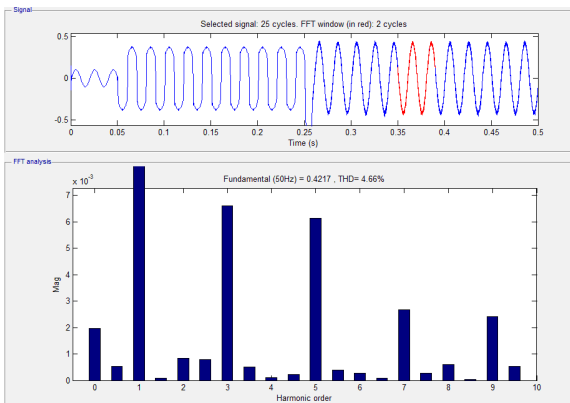 Signal
Selected signal: 25 cycles. FFT window (in red): 2 cycles
0.5
0
-0.5
0 0.05 0.1 0.15 0.2 0.25 0.3 0.35 0.4 0.45 0.5
Time (s)
FFT analysis
x 10^-3
Fundamental (50Hz) = 0.4217 , THD= 4.66%
7
6
5
4
3
2
1
0
Mag
0 1 2 3 4 5 6 7 8 9 10
Harmonic order